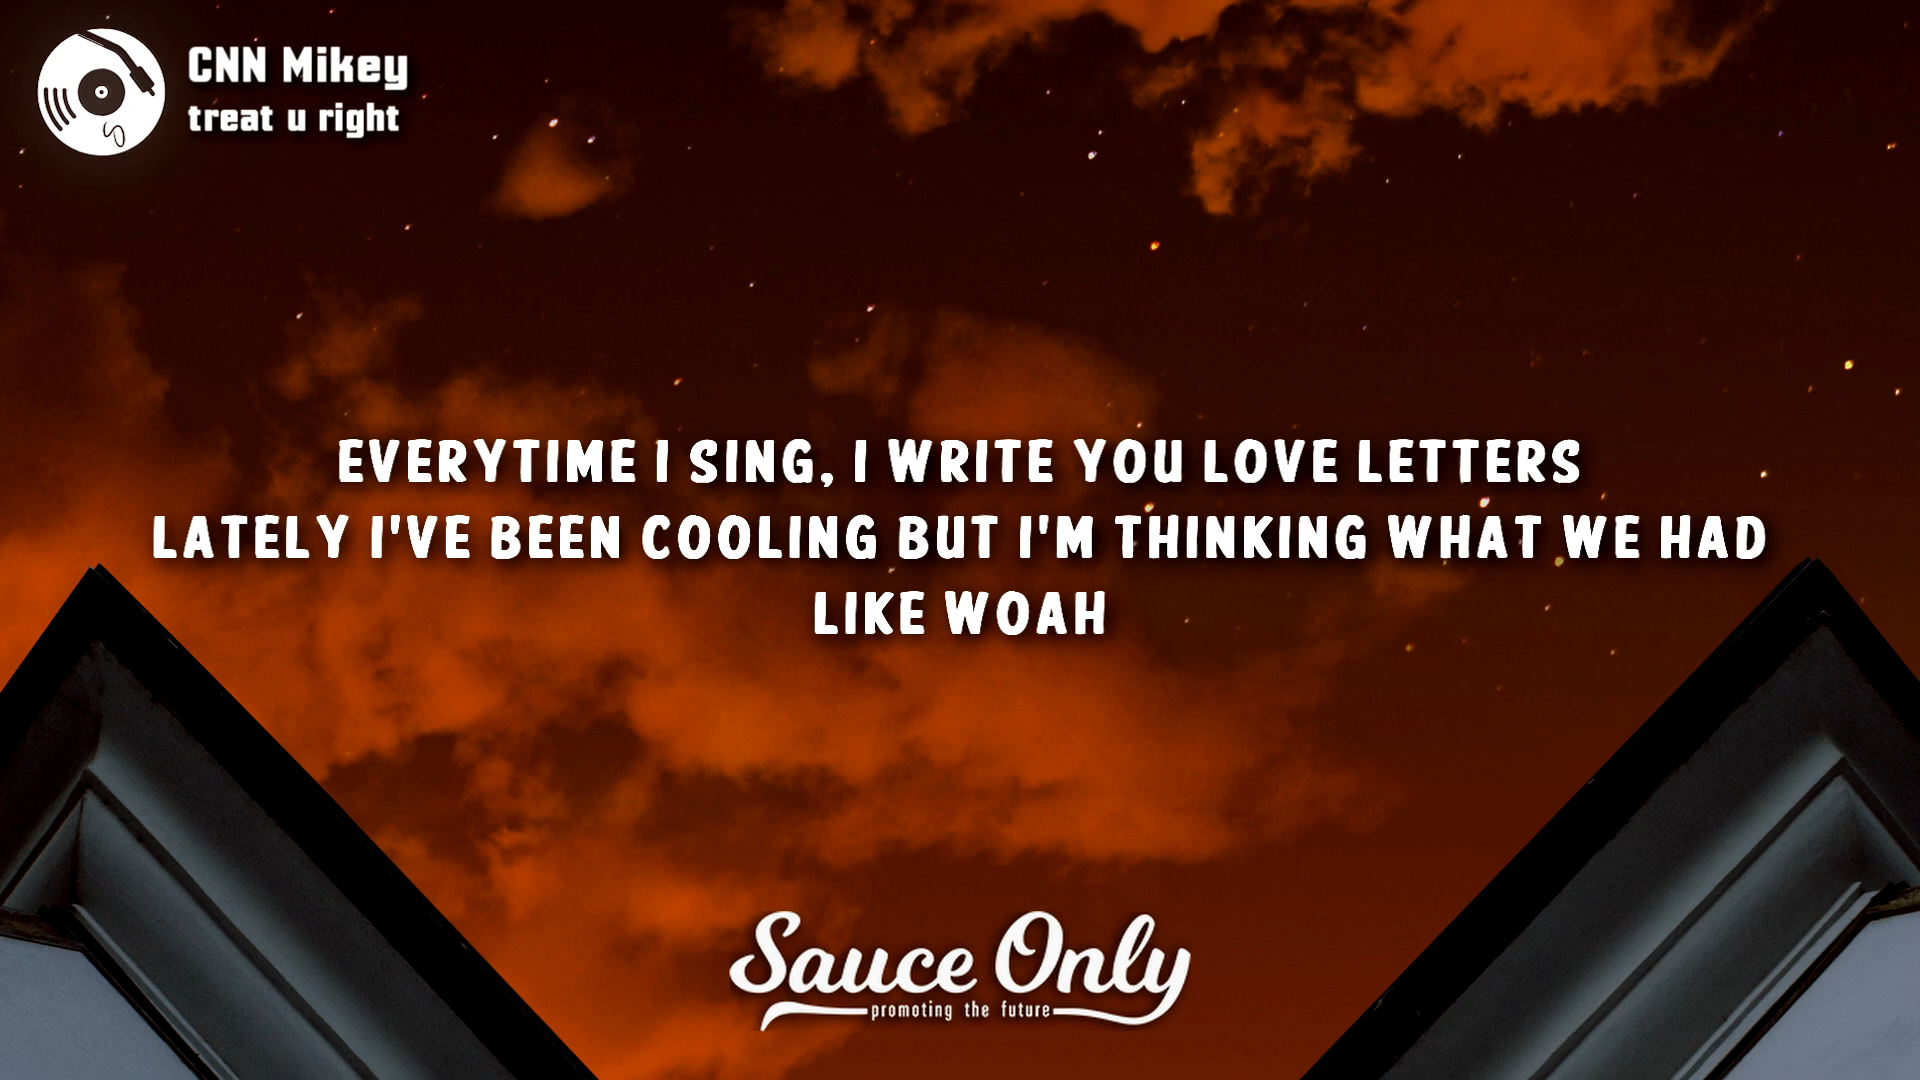 CNN Mikey
treat u right
EVERYTIME I SING, I WRITE YOU LOVE LETTERS
LATELY I'VE BEEN COOLING BUT I'M THINKING WHAT WE HAD
LIKE WOAH
Sauce Only
promoting the future